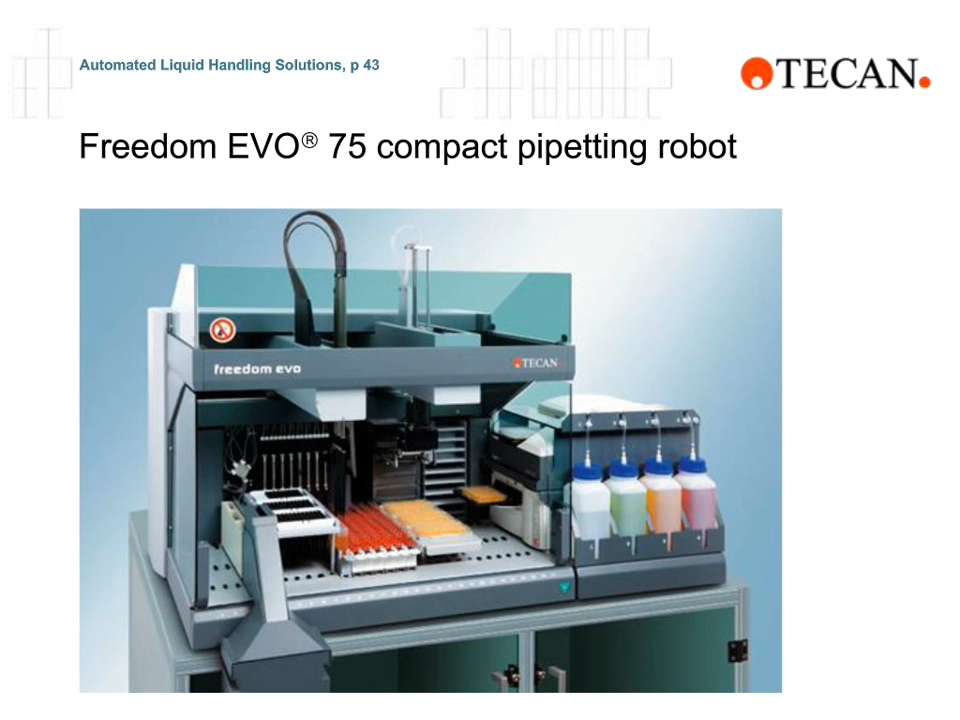 Automated Liquid Handling Solutions, p 43
TECAN.
Freedom EVO® 75 compact pipetting robot
freedom evo
TECAN